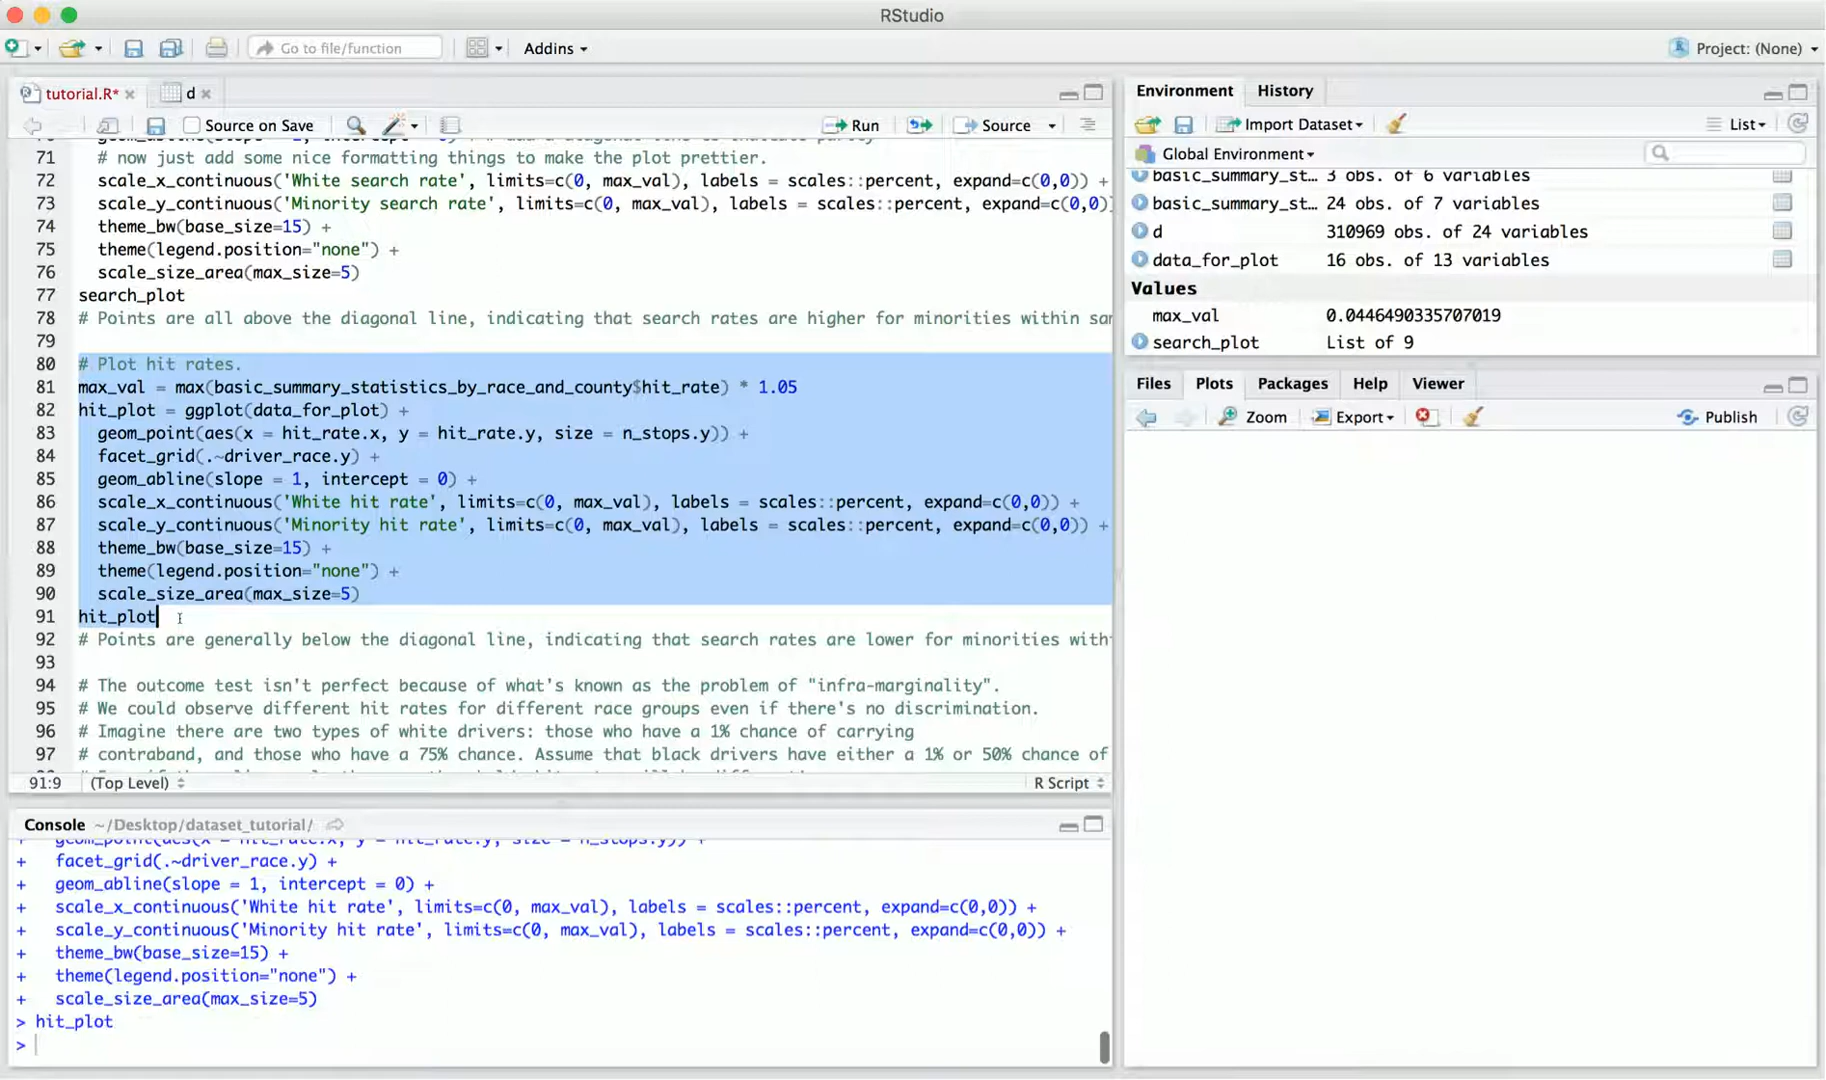 RStudio
Go to file/function
Addins
Project: (None)
tutorial.R*
d
Source on Save
Run
Source
71 # now just add some nice formatting things to make the plot prettier.
72 scale_x_continuous('White search rate', limits=c(0, max_val), labels = scales::percent, expand=c(0,0)) +
73 scale_y_continuous('Minority search rate', limits=c(0, max_val), labels = scales::percent, expand=c(0,0)
74 theme_bw(base_size=15) +
75 theme(legend.position="none") +
76 scale_size_area(max_size=5)
77 search_plot
78 # Points are all above the diagonal line, indicating that search rates are higher for minorities within sa
79
80 # Plot hit rates.
81 max_val = max(basic_summary_statistics_by_race_and_county$hit_rate) * 1.05
82 hit_plot = ggplot(data_for_plot) +
83 geom_point(aes(x = hit_rate.x, y = hit_rate.y, size = n_stops.y)) +
84 facet_grid(.~driver_race.y) +
85 geom_abline(slope = 1, intercept = 0) +
86 scale_x_continuous('White hit rate', limits=c(0, max_val), labels = scales::percent, expand=c(0,0)) +
87 scale_y_continuous('Minority hit rate', limits=c(0, max_val), labels = scales::percent, expand=c(0,0)) +
88 theme_bw(base_size=15) +
89 theme(legend.position="none") +
90 scale_size_area(max_size=5)
91 hit_plot
92 # Points are generally below the diagonal line, indicating that search rates are lower for minorities with
93
94 # The outcome test isn't perfect because of what's known as the problem of "infra-marginality".
95 # We could observe different hit rates for different race groups even if there's no discrimination.
96 # Imagine there are two types of white drivers: those who have a 1% chance of carrying
97 # contraband, and those who have a 75% chance. Assume that black drivers have either a 1% or 50% chance of
91:9
(Top Level)
R Script
Console ~/Desktop/dataset_tutorial/
+ geom_point(aes(x = hit_rate.x, y = hit_rate.y, size = n_stops.y)) +
+ facet_grid(.~driver_race.y) +
+ geom_abline(slope = 1, intercept = 0) +
+ scale_x_continuous('White hit rate', limits=c(0, max_val), labels = scales::percent, expand=c(0,0)) +
+ scale_y_continuous('Minority hit rate', limits=c(0, max_val), labels = scales::percent, expand=c(0,0)) +
+ theme_bw(base_size=15) +
+ theme(legend.position="none") +
+ scale_size_area(max_size=5)
> hit_plot
>
Environment History
Import Dataset
List
Global Environment
basic_summary_st... 3 obs. of 6 variables
basic_summary_st... 24 obs. of 7 variables
d 310969 obs. of 24 variables
data_for_plot 16 obs. of 13 variables
Values
max_val 0.0446490335707019
search_plot List of 9
Files Plots Packages Help Viewer
Zoom Export Publish